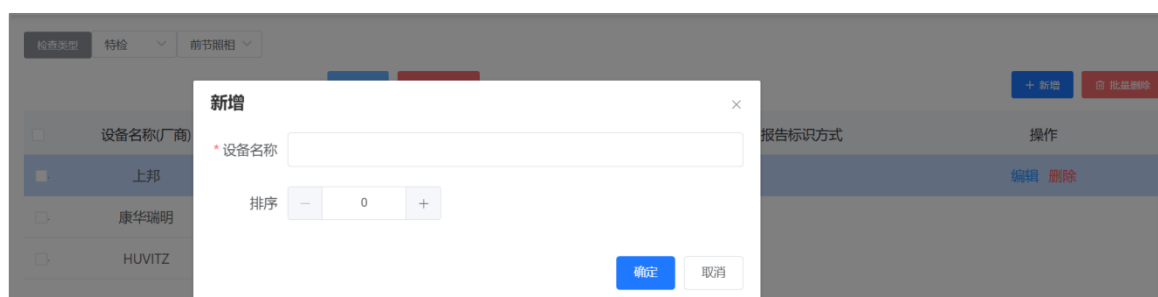 检查类型 特检 前节照相
+ 新增 批量删除
新增
设备名称(厂商) 报告标识方式 操作
* 设备名称
上邦 编辑 删除
排序 − 0 +
康华瑞明
HUVITZ
确定 取消